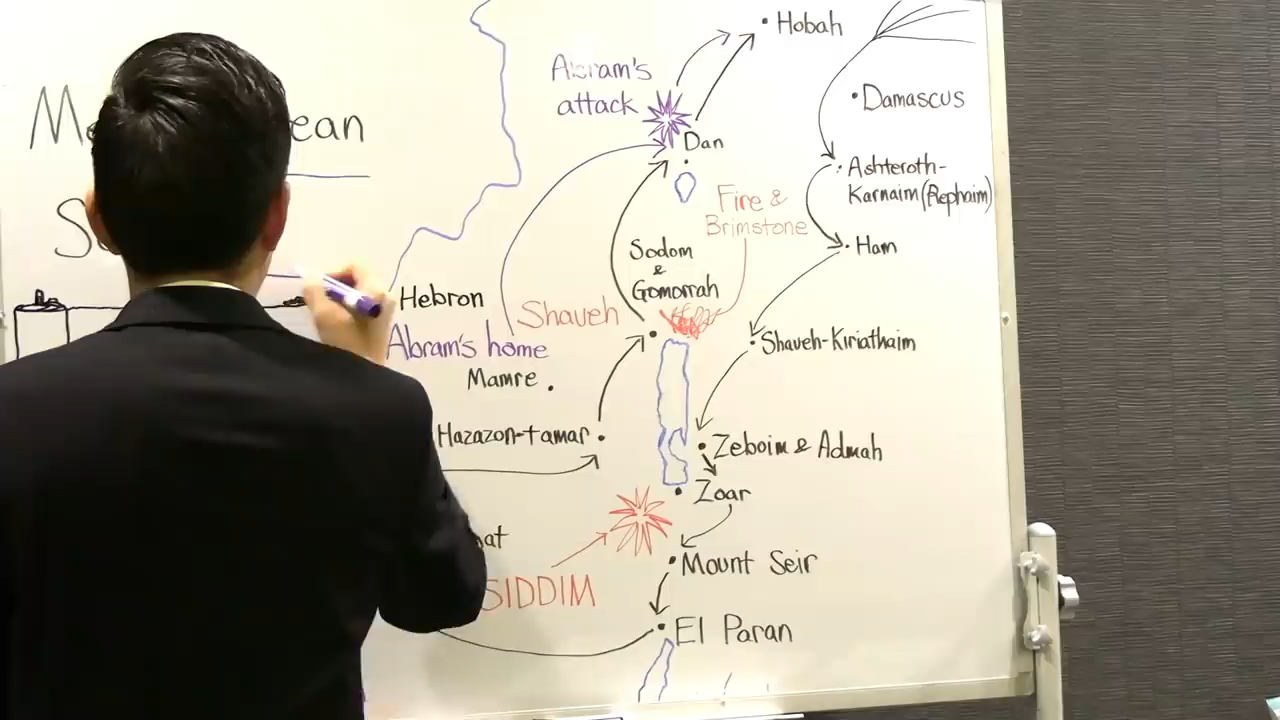 Hobah
Abram's
attack
Damascus
Dan
Ashteroth-
Karnaim (Rephaim)
Fire &
Brimstone
Ham
Sodom
&
Gomorrah
Hebron
Shaveh
Abram's home
Shaveh-Kiriathaim
Mamre
Hazazon-tamar
Zeboim & Admah
Zoar
SIDDIM
Mount Seir
El Paran